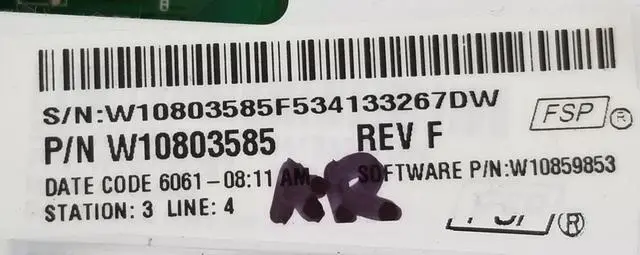 S/N:W10803585F534133267DW
FSP®
P/N W10803585 REV F
DATE CODE 6061-08:11 AM SOFTWARE P/N:W10859853
STATION: 3 LINE: 4
®